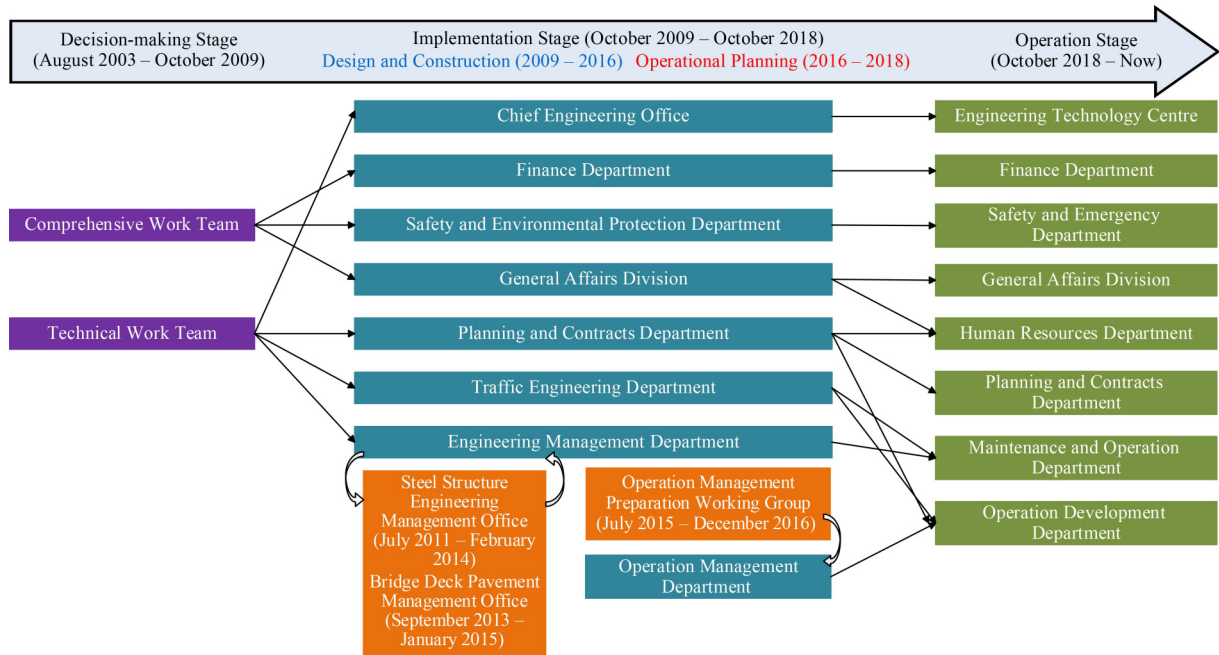 Decision-making Stage
(August 2003 – October 2009)
Implementation Stage (October 2009 – October 2018)
Design and Construction (2009 – 2016)
Operational Planning (2016 – 2018)
Operation Stage
(October 2018 – Now)
Comprehensive Work Team
Technical Work Team
Chief Engineering Office
Finance Department
Safety and Environmental Protection Department
General Affairs Division
Planning and Contracts Department
Traffic Engineering Department
Engineering Management Department
Steel Structure
Engineering
Management Office
(July 2011 – February
2014)
Bridge Deck Pavement
Management Office
(September 2013 –
January 2015)
Operation Management
Preparation Working Group
(July 2015 – December 2016)
Operation Management
Department
Engineering Technology Centre
Finance Department
Safety and Emergency
Department
General Affairs Division
Human Resources Department
Planning and Contracts
Department
Maintenance and Operation
Department
Operation Development
Department